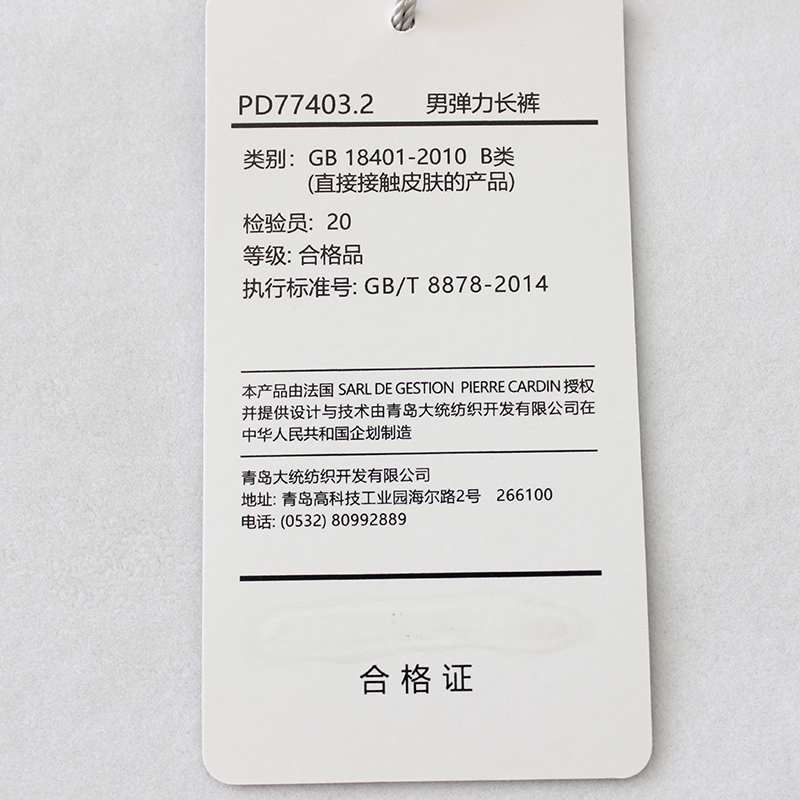 PD77403.2 男弹力长裤
类别: GB 18401-2010 B类
(直接接触皮肤的产品)
检验员: 20
等级: 合格品
执行标准号: GB/T 8878-2014
本产品由法国 SARL DE GESTION PIERRE CARDIN 授权
并提供设计与技术由青岛大统纺织开发有限公司在
中华人民共和国企划制造
青岛大统纺织开发有限公司
地址: 青岛高科技工业园海尔路2号 266100
电话: (0532) 80992889
合格证